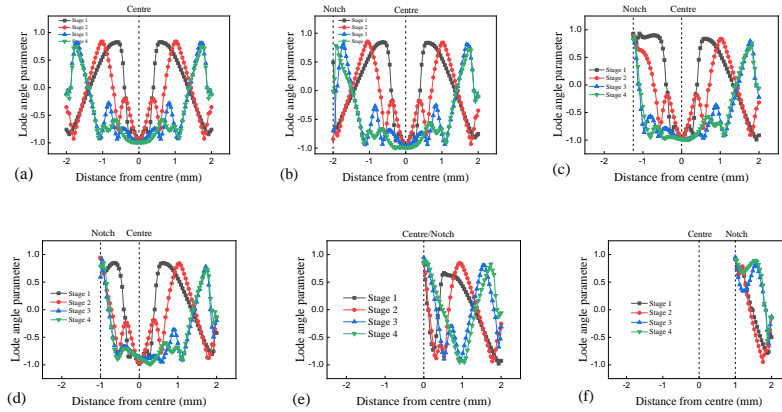 Centre
Lode angle parameter
1.0
0.5
0.0
-0.5
-1.0
Stage 1
Stage 2
Stage 3
Stage 4
-2 -1 0 1 2
(a) Distance from centre (mm)
Notch Centre
Lode angle parameter
1.0
0.5
0.0
-0.5
-1.0
Stage 1
Stage 2
Stage 3
Stage 4
-2 -1 0 1 2
(b) Distance from centre (mm)
Notch Centre
Lode angle parameter
1.0
0.5
0.0
-0.5
-1.0
Stage 1
Stage 2
Stage 3
Stage 4
-2 -1 0 1 2
(c) Distance from centre (mm)
Notch Centre
Lode angle parameter
1.0
0.5
0.0
-0.5
-1.0
Stage 1
Stage 2
Stage 3
Stage 4
-2 -1 0 1 2
(d) Distance from centre (mm)
Centre/Notch
Lode angle parameter
1.0
0.5
0.0
-0.5
-1.0
Stage 1
Stage 2
Stage 3
Stage 4
-2 -1 0 1 2
(e) Distance from centre (mm)
Centre Notch
Lode angle parameter
1.0
0.5
0.0
-0.5
-1.0
Stage 1
Stage 2
Stage 3
Stage 4
-2 -1 0 1 2
(f) Distance from centre (mm)